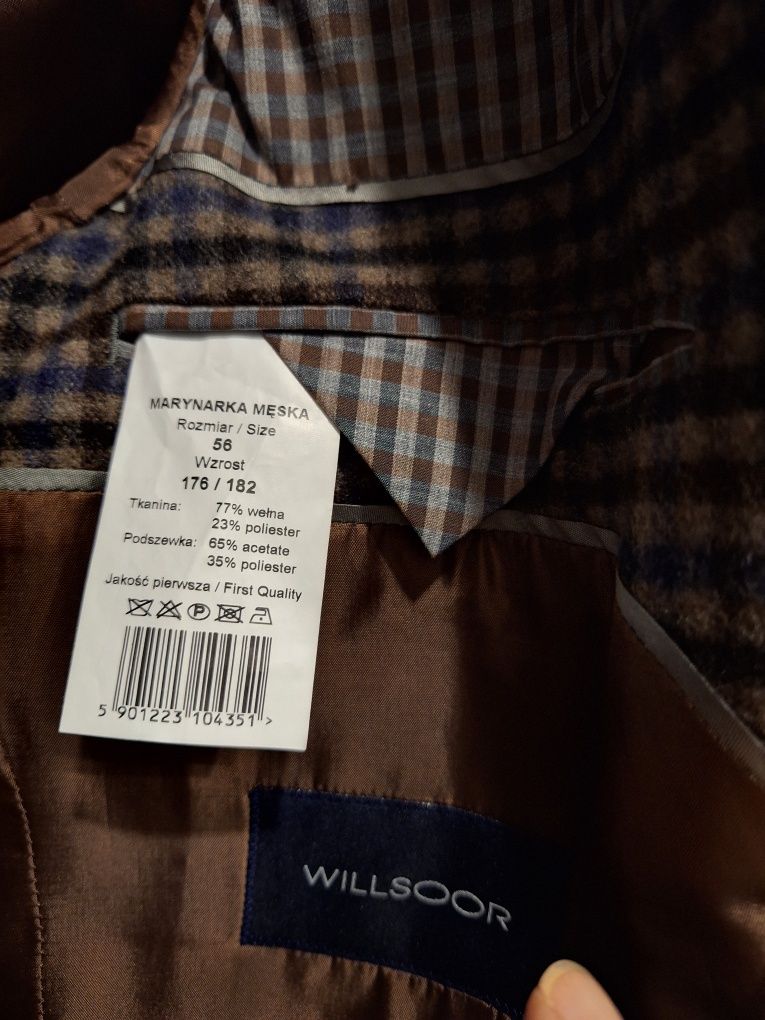 MARYNARKA MĘSKA
Rozmiar / Size
56
Wzrost
176 / 182
Tkanina: 77% wełna
23% poliester
Podszewka: 65% acetate
35% poliester
Jakość pierwsza / First Quality
P
5 901223 104351 >
WILLSOOR